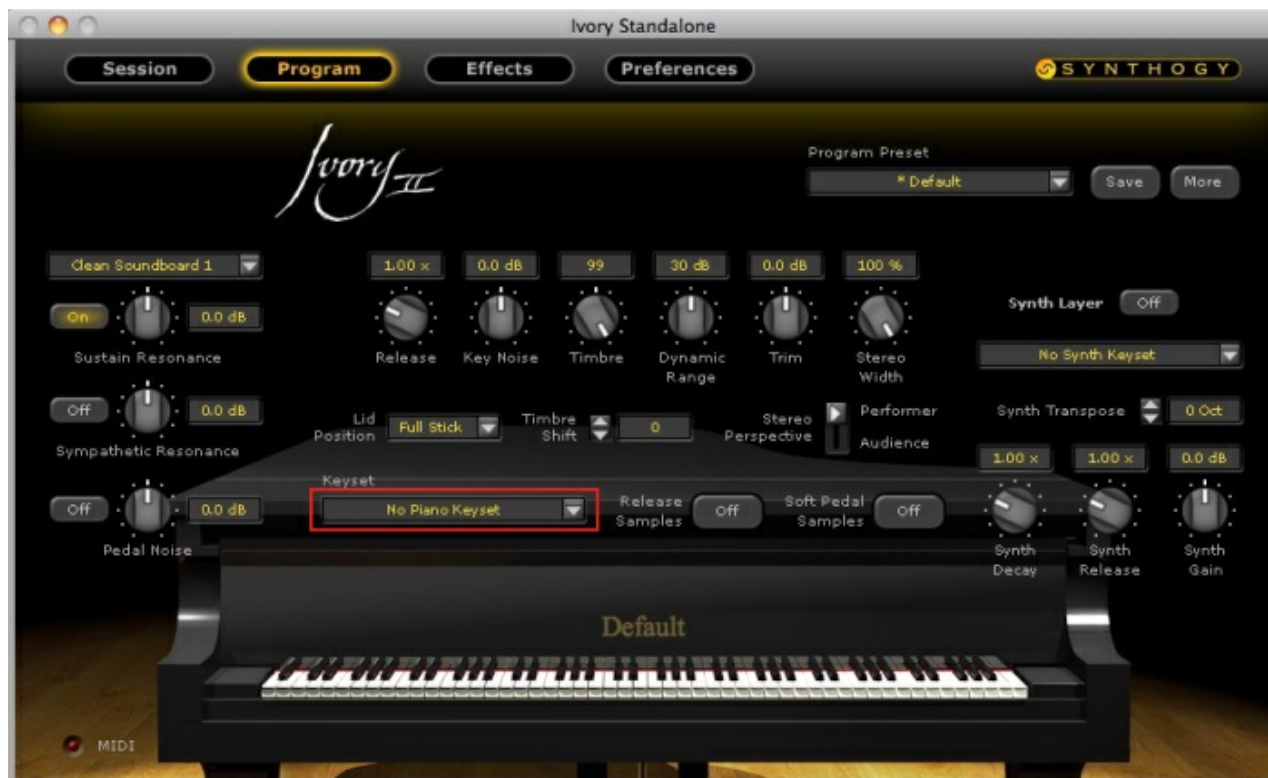 Ivory Standalone
Session Program Effects Preferences SYNTHOGY
Ivory II
Program Preset
* Default Save More
Clean Soundboard 1 1.00 x 0.0 dB 99 30 dB 0.0 dB 100 %
Synth Layer Off
On 0.0 dB
Sustain Resonance Release Key Noise Timbre Dynamic Range Trim Stereo Width
No Synth Keyset
Off 0.0 dB
Sympathetic Resonance
Lid Position Full Stick Timbre Shift 0 Stereo Perspective Performer Audience
Synth Transpose 0 Oct
1.00 x 1.00 x 0.0 dB
Keyset
Off 0.0 dB No Piano Keyset Release Samples Off Soft Pedal Samples Off
Pedal Noise
Synth Decay Synth Release Synth Gain
Default
MIDI